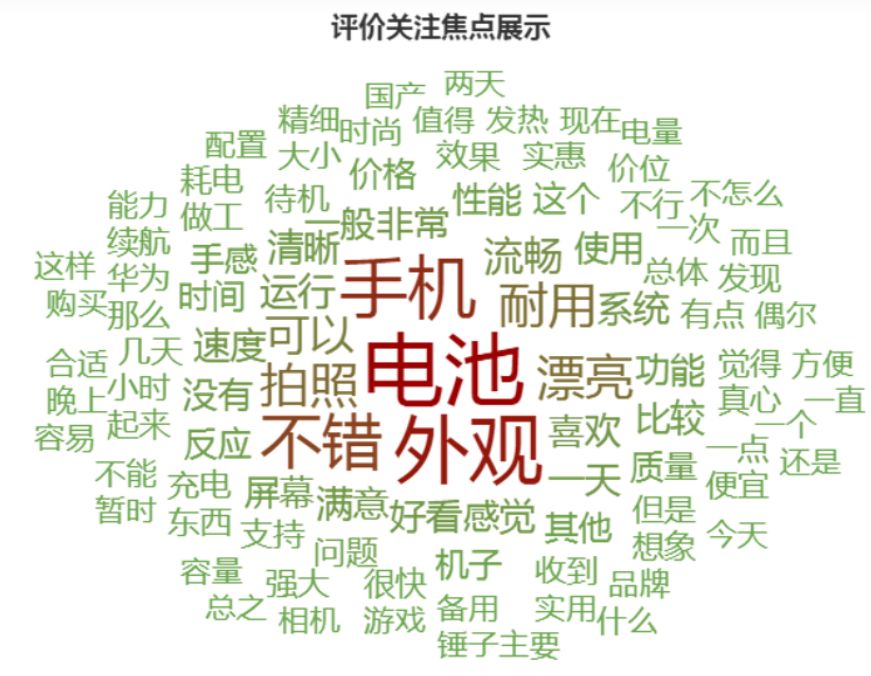 评价关注焦点展示
国产 两天
精细 时尚 值得 发热 现在 电量
配置 大小 价格 效果 实惠 价位
耗电 待机 性能 这个 不行 不怎么
能力 做工 一般 非常 一次 而且
续航 手感 清晰 流畅 使用
这样 华为 手机 总体 发现
购买 那么 时间 运行 耐用 系统 有点 偶尔
速度 可以
合适 几天 电池 漂亮 功能 觉得 方便
晚上 小时 没有 拍照 真心 一直
容易 起来 反应 不错 外观 喜欢 比较 一个
不能 充电 一天 质量 一点 还是
暂时 屏幕 满意 好看 感觉 便宜
东西 支持 其他 但是 今天
问题 想象
容量 强大 很快 机子 收到 品牌
总之 相机 游戏 备用 实用 什么
锤子 主要